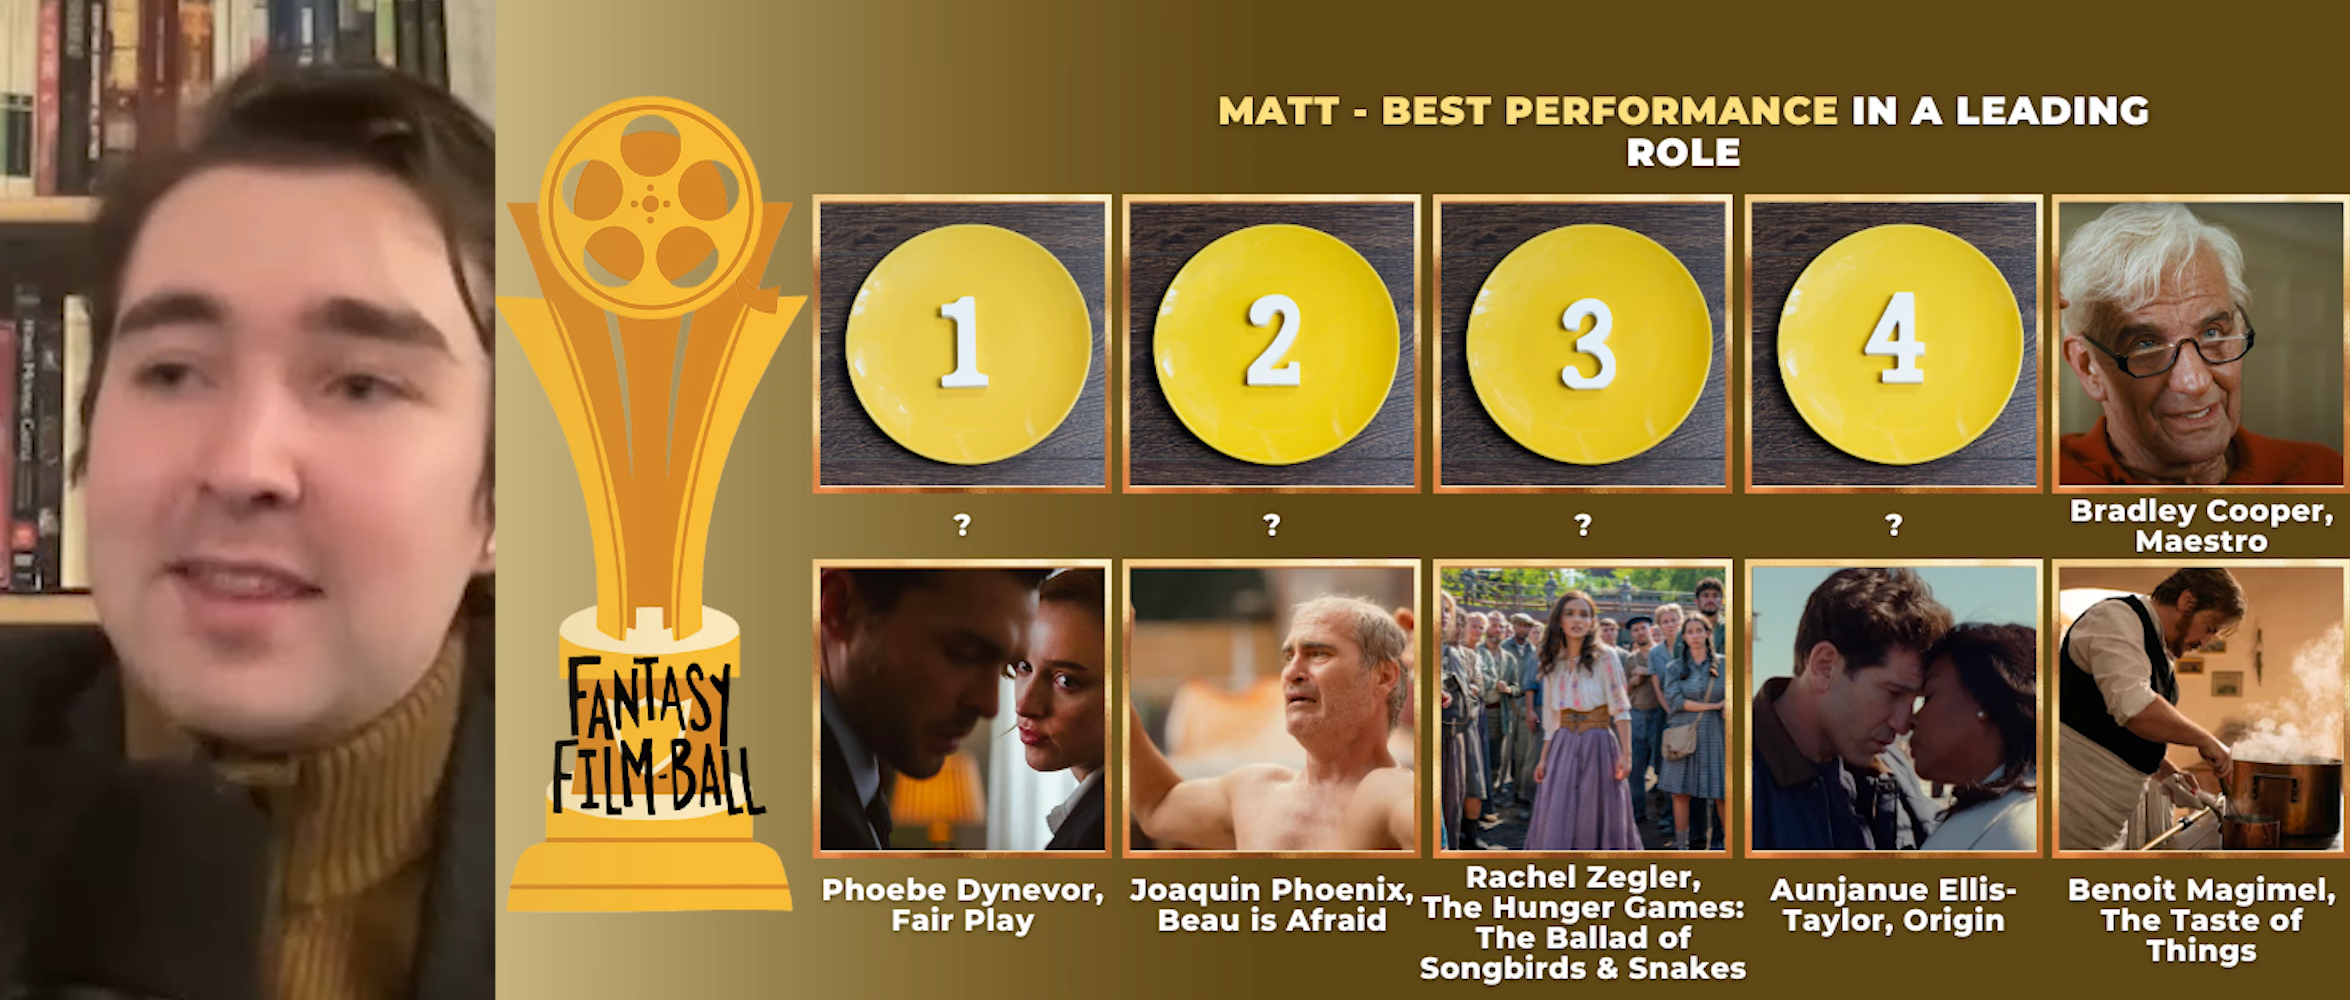 MATT - BEST PERFORMANCE IN A LEADING
ROLE
1
2
3
4
?
?
?
?
Bradley Cooper,
Maestro
FANTASY
FILM-BALL
Phoebe Dynevor,
Fair Play
Joaquin Phoenix,
Beau is Afraid
Rachel Zegler,
The Hunger Games:
The Ballad of
Songbirds & Snakes
Aunjanue Ellis-
Taylor, Origin
Benoit Magimel,
The Taste of
Things